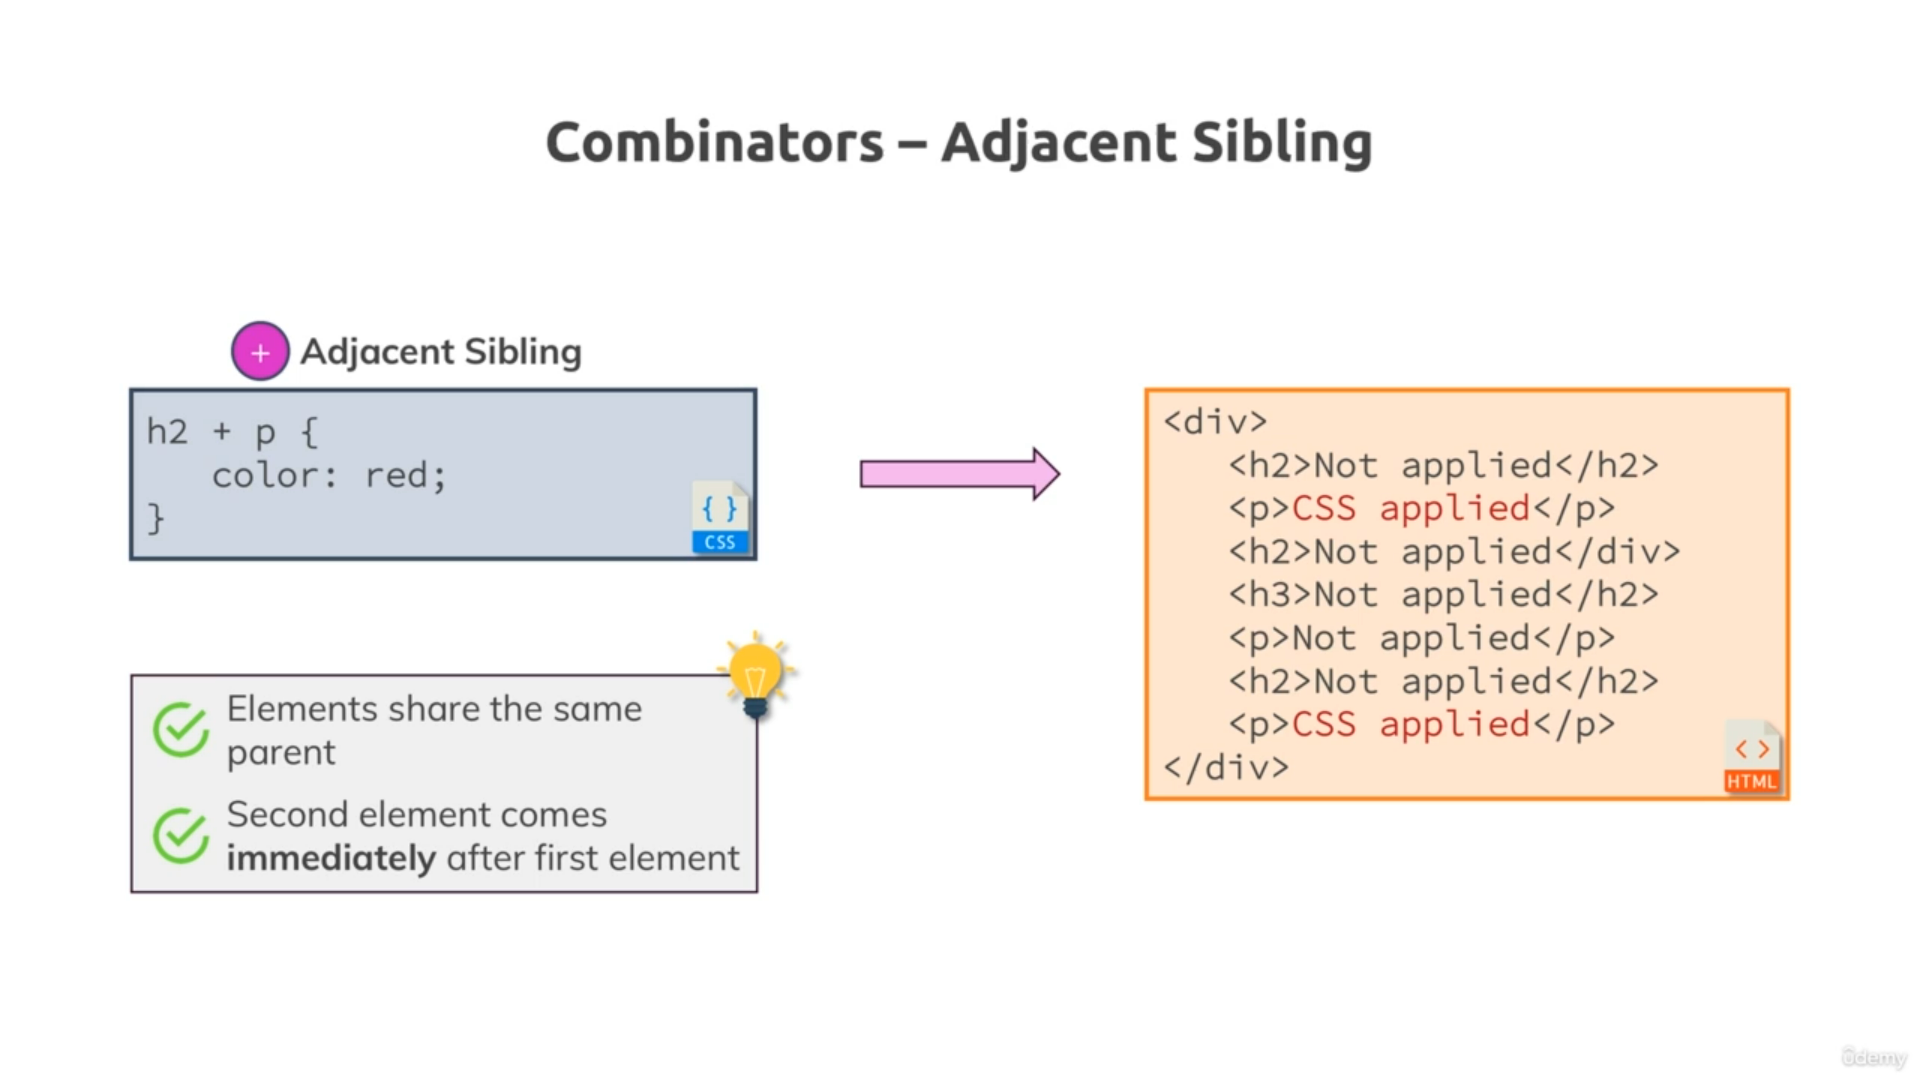 Combinators – Adjacent Sibling
+ Adjacent Sibling
h2 + p {
color: red;
}
{ }
CSS
Elements share the same
parent
Second element comes
immediately after first element
<div>
<h2>Not applied</h2>
<p>CSS applied</p>
<h2>Not applied</div>
<h3>Not applied</h2>
<p>Not applied</p>
<h2>Not applied</h2>
<p>CSS applied</p>
</div>
< >
HTML
ûdemy